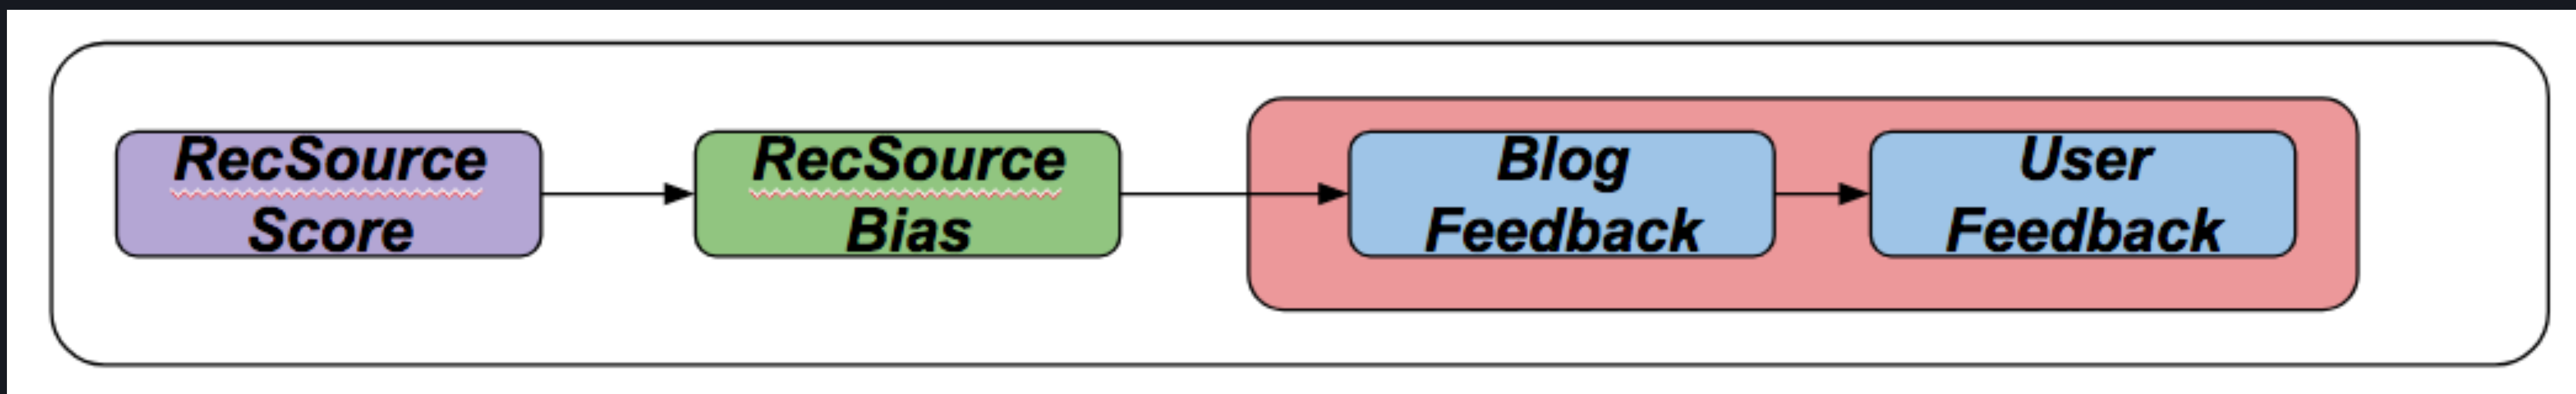 RecSource
Score
RecSource
Bias
Blog
Feedback
User
Feedback